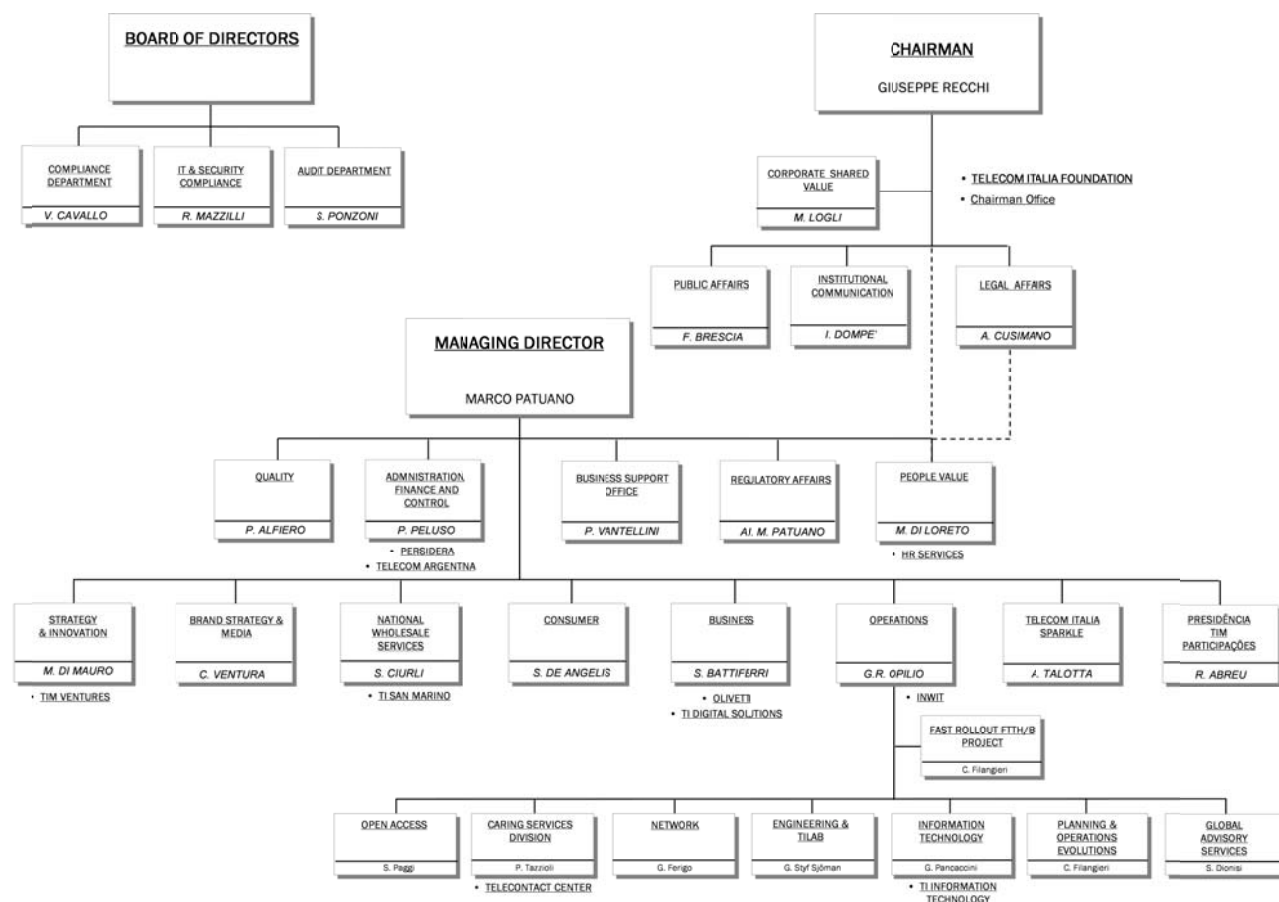 BOARD OF DIRECTORS
CHAIRMAN
GIUSEPPE RECCHI
COMPLIANCE
DEPARTMENT
V. CAVALLO
IT & SECURITY
COMPLIANCE
R. MAZZILLI
AUDIT DEPARTMENT
S. PONZONI
CORPORATE SHARED
VALUE
M. LOGLI
• TELECOM ITALIA FOUNDATION
• Chairman Office
PUBLIC AFFAIRS
F. BRESCIA
INSTITUTIONAL
COMMUNICATION
I. DOMPE'
LEGAL AFFAIRS
A. CUSIMANO
MANAGING DIRECTOR
MARCO PATUANO
QUALITY
P. ALFIERO
ADMNISTRATION
FINANCE AND
CONTROL
P. PELUSO
• PERSIDERA
• TELECOM ARGENTNA
BUSINESS SUPPORT
OFFICE
P. VANTELLINI
REGULATORY AFFAIRS
Al. M. PATUANO
PEOPLE VALUE
M. DI LORETO
• HR SERVICES
STRATEGY
& INNOVATION
M. DI MAURO
• TIM VENTURES
BRAND STRATEGY &
MEDIA
C. VENTURA
NATIONAL
WHOLESALE
SERVICES
S. CIURLI
• TI SAN MARINO
CONSUMER
S. DE ANGELIS
BUSINESS
S. BATTIFERRI
• OLIVETTI
• TI DIGITAL SOLUTIONS
OPERATIONS
G.R. OPILIO
• INWIT
TELECOM ITALIA
SPARKLE
A. TALOTTA
PRESIDÊNCIA
TIM
PARTICIPAÇÕES
R. ABREU
FAST ROLLOUT FTTH/B
PROJECT
C. Filangieri
OPEN ACCESS
S. Paggi
CARING SERVICES
DIVISION
P. Tazzioli
• TELECONTACT CENTER
NETWORK
G. Ferigo
ENGINEERING &
TILAB
G. Styf Sjöman
INFORMATION
TECHNOLOGY
G. Pancaccini
• TI INFORMATION
TECHNOLOGY
PLANNING &
OPERATIONS
EVOLUTIONS
C. Filangieri
GLOBAL
ADVISORY
SERVICES
S. Dionisi